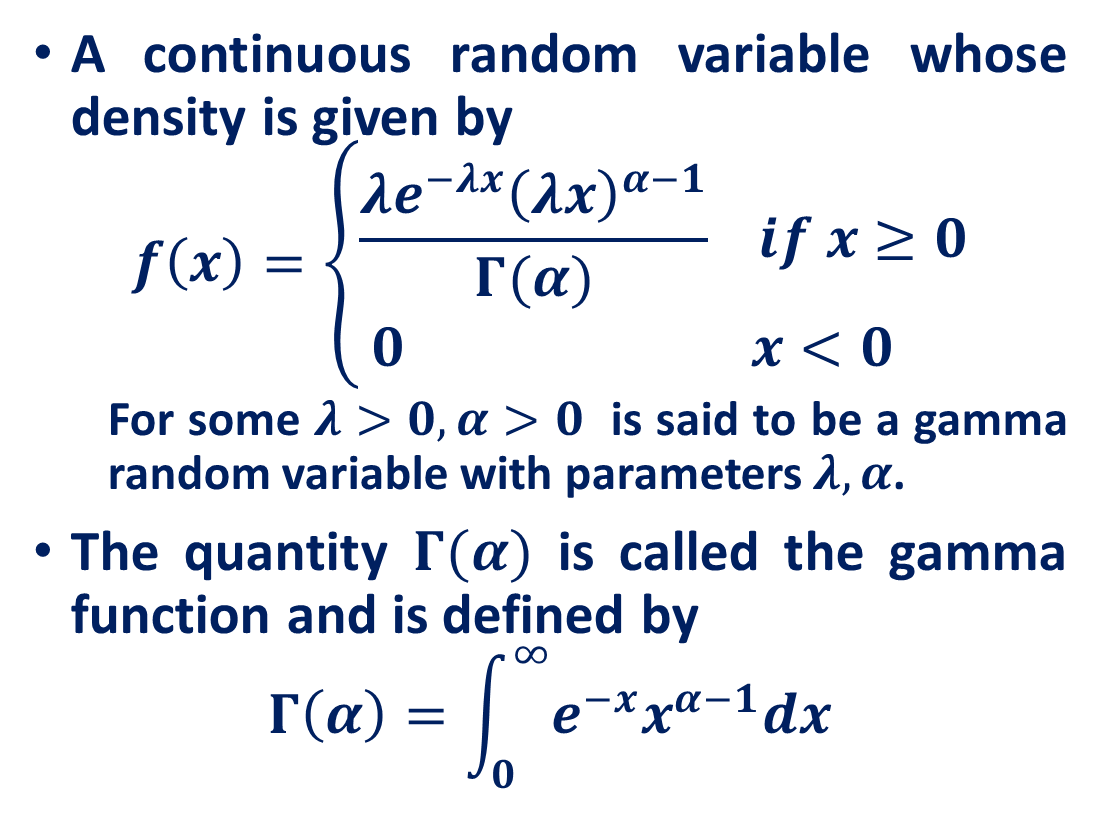 • A continuous random variable whose
density is given by
f(x) = { λe^{−λx}(λx)^{α−1} / Γ(α)   if x ≥ 0
0   x < 0
For some λ > 0, α > 0 is said to be a gamma
random variable with parameters λ, α.
• The quantity Γ(α) is called the gamma
function and is defined by
Γ(α) = ∫_0^∞ e^{−x}x^{α−1}dx